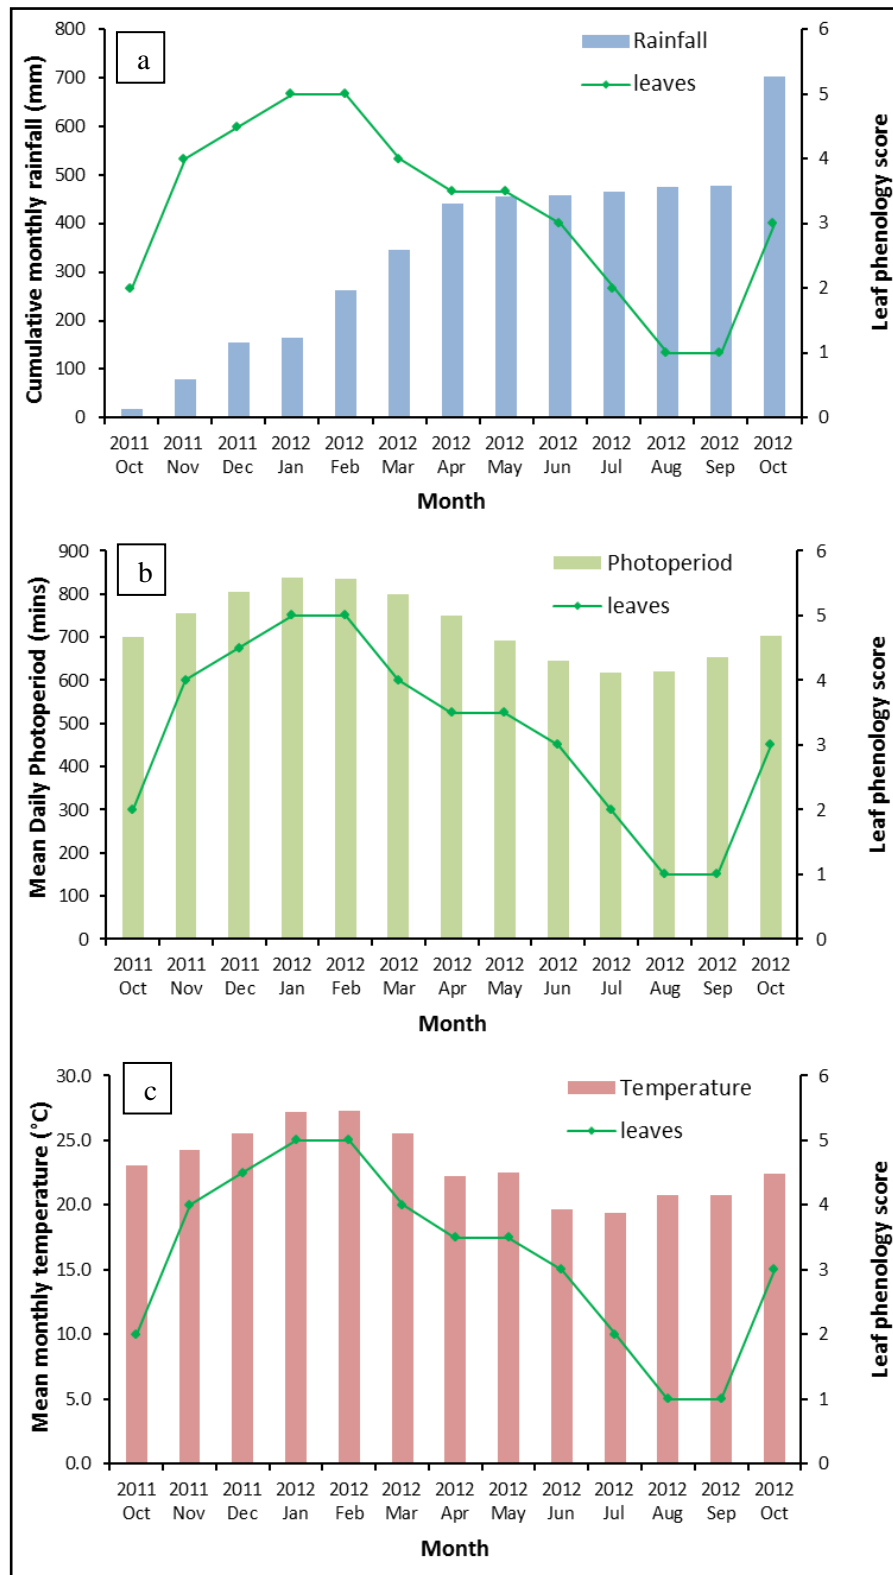 a
Rainfall
leaves
Cumulative monthly rainfall (mm)
800
700
600
500
400
300
200
100
0
6
5
4
3
2
1
0
Leaf phenology score
2011 2011 2011 2012 2012 2012 2012 2012 2012 2012 2012 2012 2012
Oct Nov Dec Jan Feb Mar Apr May Jun Jul Aug Sep Oct
Month
b
Photoperiod
leaves
Mean Daily Photoperiod (mins)
900
800
700
600
500
400
300
200
100
0
6
5
4
3
2
1
0
Leaf phenology score
2011 2011 2011 2012 2012 2012 2012 2012 2012 2012 2012 2012 2012
Oct Nov Dec Jan Feb Mar Apr May Jun Jul Aug Sep Oct
Month
c
Temperature
leaves
Mean monthly temperature (°C)
30.0
25.0
20.0
15.0
10.0
5.0
0.0
6
5
4
3
2
1
0
Leaf phenology score
2011 2011 2011 2012 2012 2012 2012 2012 2012 2012 2012 2012 2012
Oct Nov Dec Jan Feb Mar Apr May Jun Jul Aug Sep Oct
Month